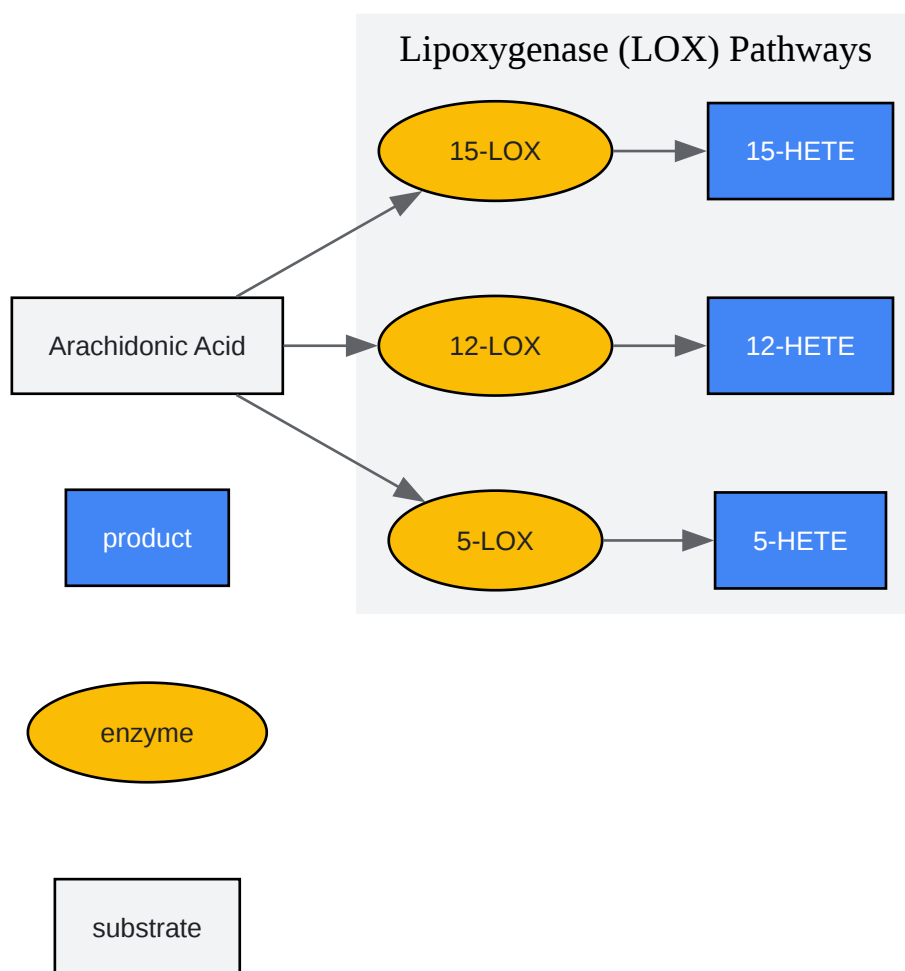 Lipoxygenase (LOX) Pathways
15-LOX
15-HETE
Arachidonic Acid
12-LOX
12-HETE
5-LOX
5-HETE
product
enzyme
substrate